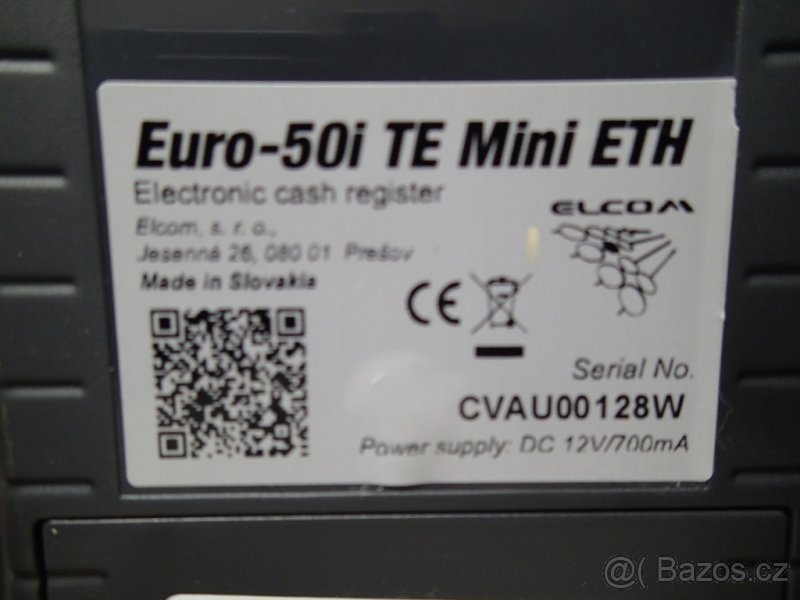 Euro-50i TE Mini ETH
Electronic cash register
ELCOM
Elcom, s. r. o.,
Jesenná 26, 080 01 Prešov
Made in Slovakia
CE
Serial No.
CVAU00128W
Power supply: DC 12V/700mA
@ Bazos.cz